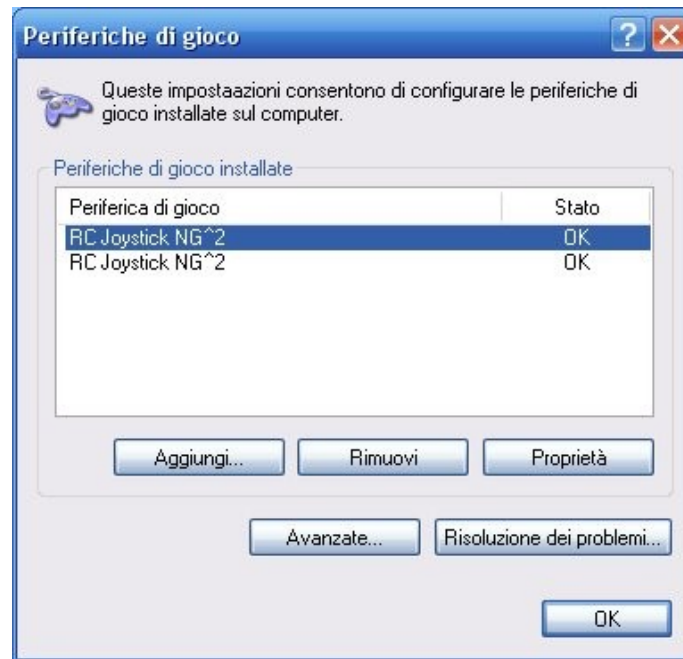 Periferiche di gioco
Queste impostaazioni consentono di configurare le periferiche di
gioco installate sul computer.
Periferiche di gioco installate
Periferica di gioco Stato
RC Joystick NG^2 OK
RC Joystick NG^2 OK
Aggiungi... Rimuovi Proprietà
Avanzate... Risoluzione dei problemi...
OK